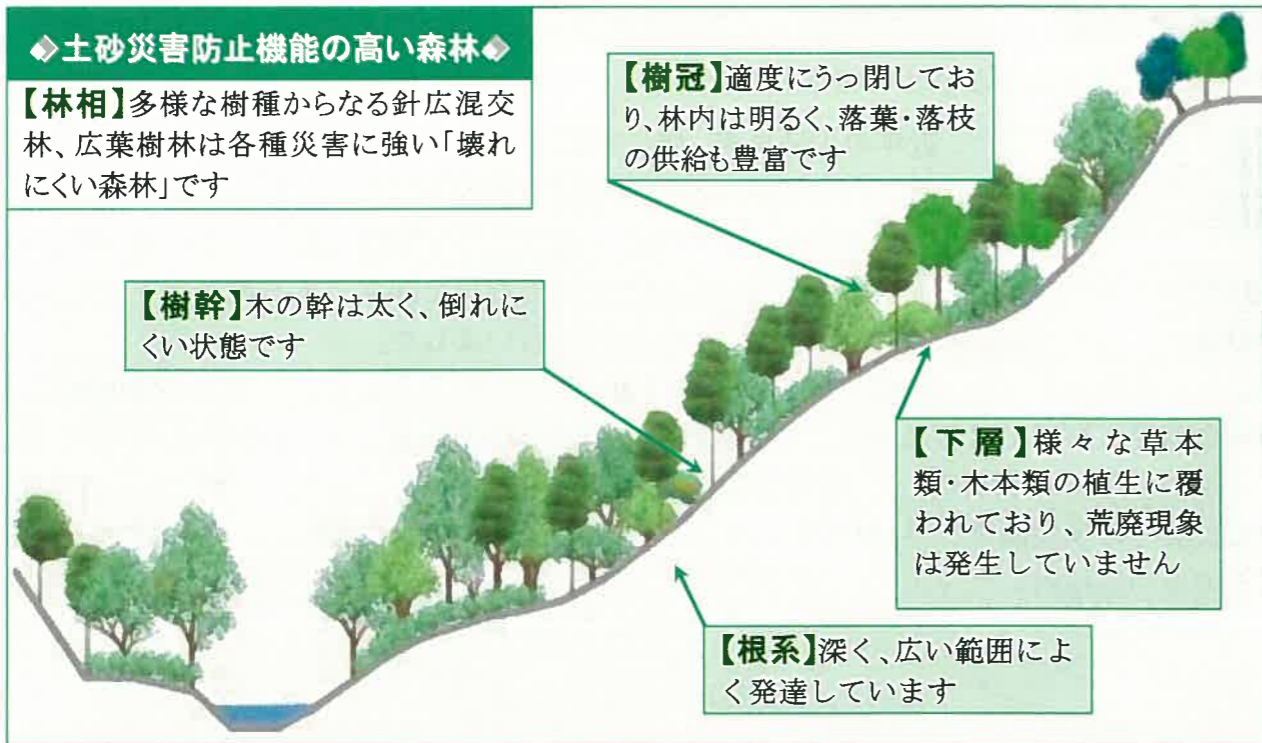 ◈土砂災害防止機能の高い森林◈
【林相】多様な樹種からなる針広混交
林、広葉樹林は各種災害に強い「壊れ
にくい森林」です
【樹冠】適度にうっ閉してお
り、林内は明るく、落葉・落枝
の供給も豊富です
【樹幹】木の幹は太く、倒れに
くい状態です
【下層】様々な草本
類・木本類の植生に覆
われており、荒廃現象
は発生していません
【根系】深く、広い範囲によ
く発達しています